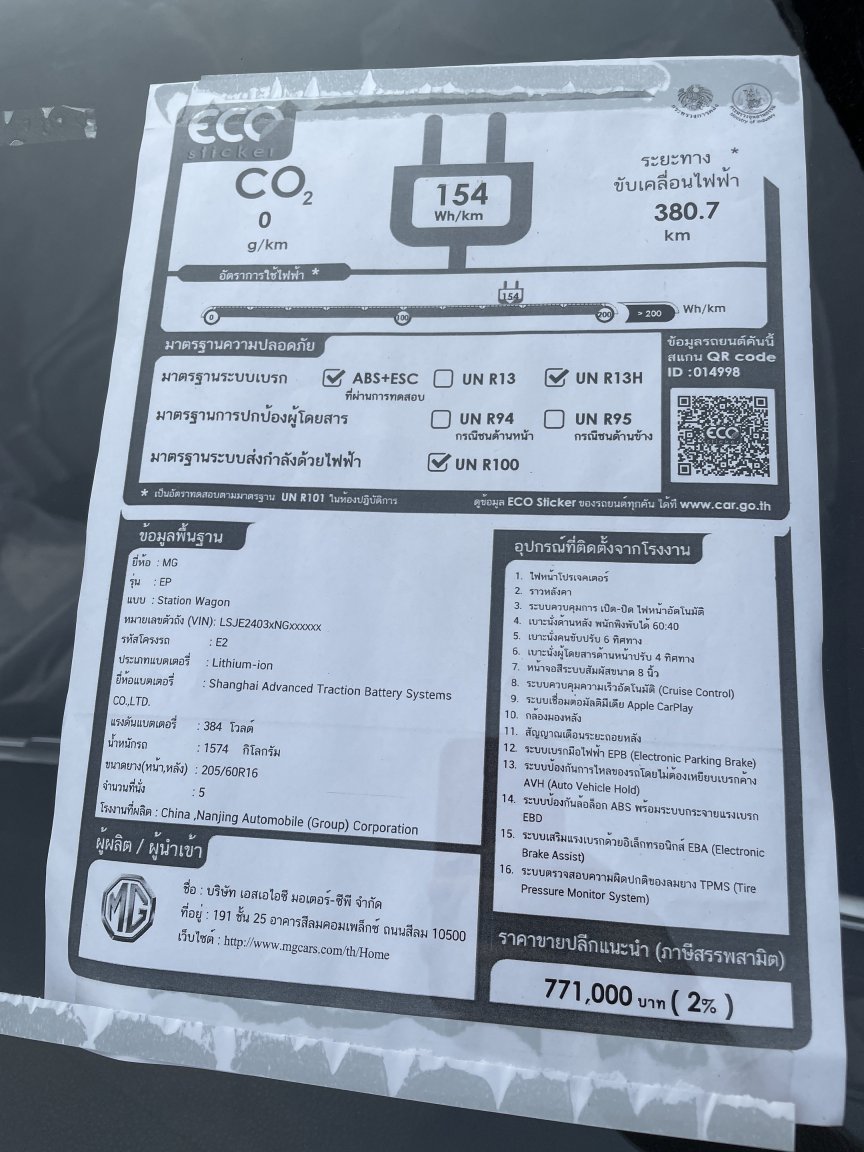 ECO
sticker
กระทรวงการคลัง
กระทรวงอุตสาหกรรม
Ministry of Industry
CO2
0
g/km
154
Wh/km
ระยะทาง *
ขับเคลื่อนไฟฟ้า
380.7
km
อัตราการใช้ไฟฟ้า *
154
0 100 200 > 200 Wh/km
มาตรฐานความปลอดภัย
มาตรฐานระบบเบรก ABS+ESC UN R13 UN R13H
ที่ผ่านการทดสอบ
มาตรฐานการปกป้องผู้โดยสาร UN R94 UN R95
กรณีชนด้านหน้า กรณีชนด้านข้าง
มาตรฐานระบบส่งกำลังด้วยไฟฟ้า UN R100
ข้อมูลรถยนต์คันนี้
สแกน QR code
ID :014998
ECO
* เป็นอัตราทดสอบตามมาตรฐาน UN R101 ในห้องปฏิบัติการ
ดูข้อมูล ECO Sticker ของรถยนต์ทุกคัน ได้ที่ www.car.go.th
ข้อมูลพื้นฐาน
ยี่ห้อ : MG
รุ่น : EP
แบบ : Station Wagon
หมายเลขตัวถัง (VIN): LSJE2403xNGxxxxxx
รหัสโครงรถ : E2
ประเภทแบตเตอรี่ : Lithium-ion
ยี่ห้อแบตเตอรี่ : Shanghai Advanced Traction Battery Systems
CO.,LTD.
แรงดันแบตเตอรี่ : 384 โวลต์
น้ำหนักรถ : 1574 กิโลกรัม
ขนาดยาง(หน้า,หลัง) : 205/60R16
จำนวนที่นั่ง : 5
โรงงานที่ผลิต : China ,Nanjing Automobile (Group) Corporation
อุปกรณ์ที่ติดตั้งจากโรงงาน
1. ไฟหน้าโปรเจคเตอร์
2. ราวหลังคา
3. ระบบควบคุมการ เปิด-ปิด ไฟหน้าอัตโนมัติ
4. เบาะนั่งด้านหลัง พนักพิงพับได้ 60:40
5. เบาะนั่งคนขับปรับ 6 ทิศทาง
6. เบาะนั่งผู้โดยสารด้านหน้าปรับ 4 ทิศทาง
7. หน้าจอสีระบบสัมผัสขนาด 8 นิ้ว
8. ระบบควบคุมความเร็วอัตโนมัติ (Cruise Control)
9. ระบบเชื่อมต่อมัลติมีเดีย Apple CarPlay
10. กล้องมองหลัง
11. สัญญาณเตือนระยะถอยหลัง
12. ระบบเบรกมือไฟฟ้า EPB (Electronic Parking Brake)
13. ระบบป้องกันการไหลของรถโดยไม่ต้องเหยียบเบรกค้าง
AVH (Auto Vehicle Hold)
14. ระบบป้องกันล้อล็อก ABS พร้อมระบบกระจายแรงเบรก
EBD
15. ระบบเสริมแรงเบรกด้วยอิเล็กทรอนิกส์ EBA (Electronic
Brake Assist)
16. ระบบตรวจสอบความผิดปกติของลมยาง TPMS (Tire
Pressure Monitor System)
ผู้ผลิต / ผู้นำเข้า
MG
ชื่อ : บริษัท เอสเอไอซี มอเตอร์-ซีพี จำกัด
ที่อยู่ : 191 ชั้น 25 อาคารสีลมคอมเพล็กซ์ ถนนสีลม 10500
เว็บไซต์ : http://www.mgcars.com/th/Home
ราคาขายปลีกแนะนำ (ภาษีสรรพสามิต)
771,000 บาท ( 2% )